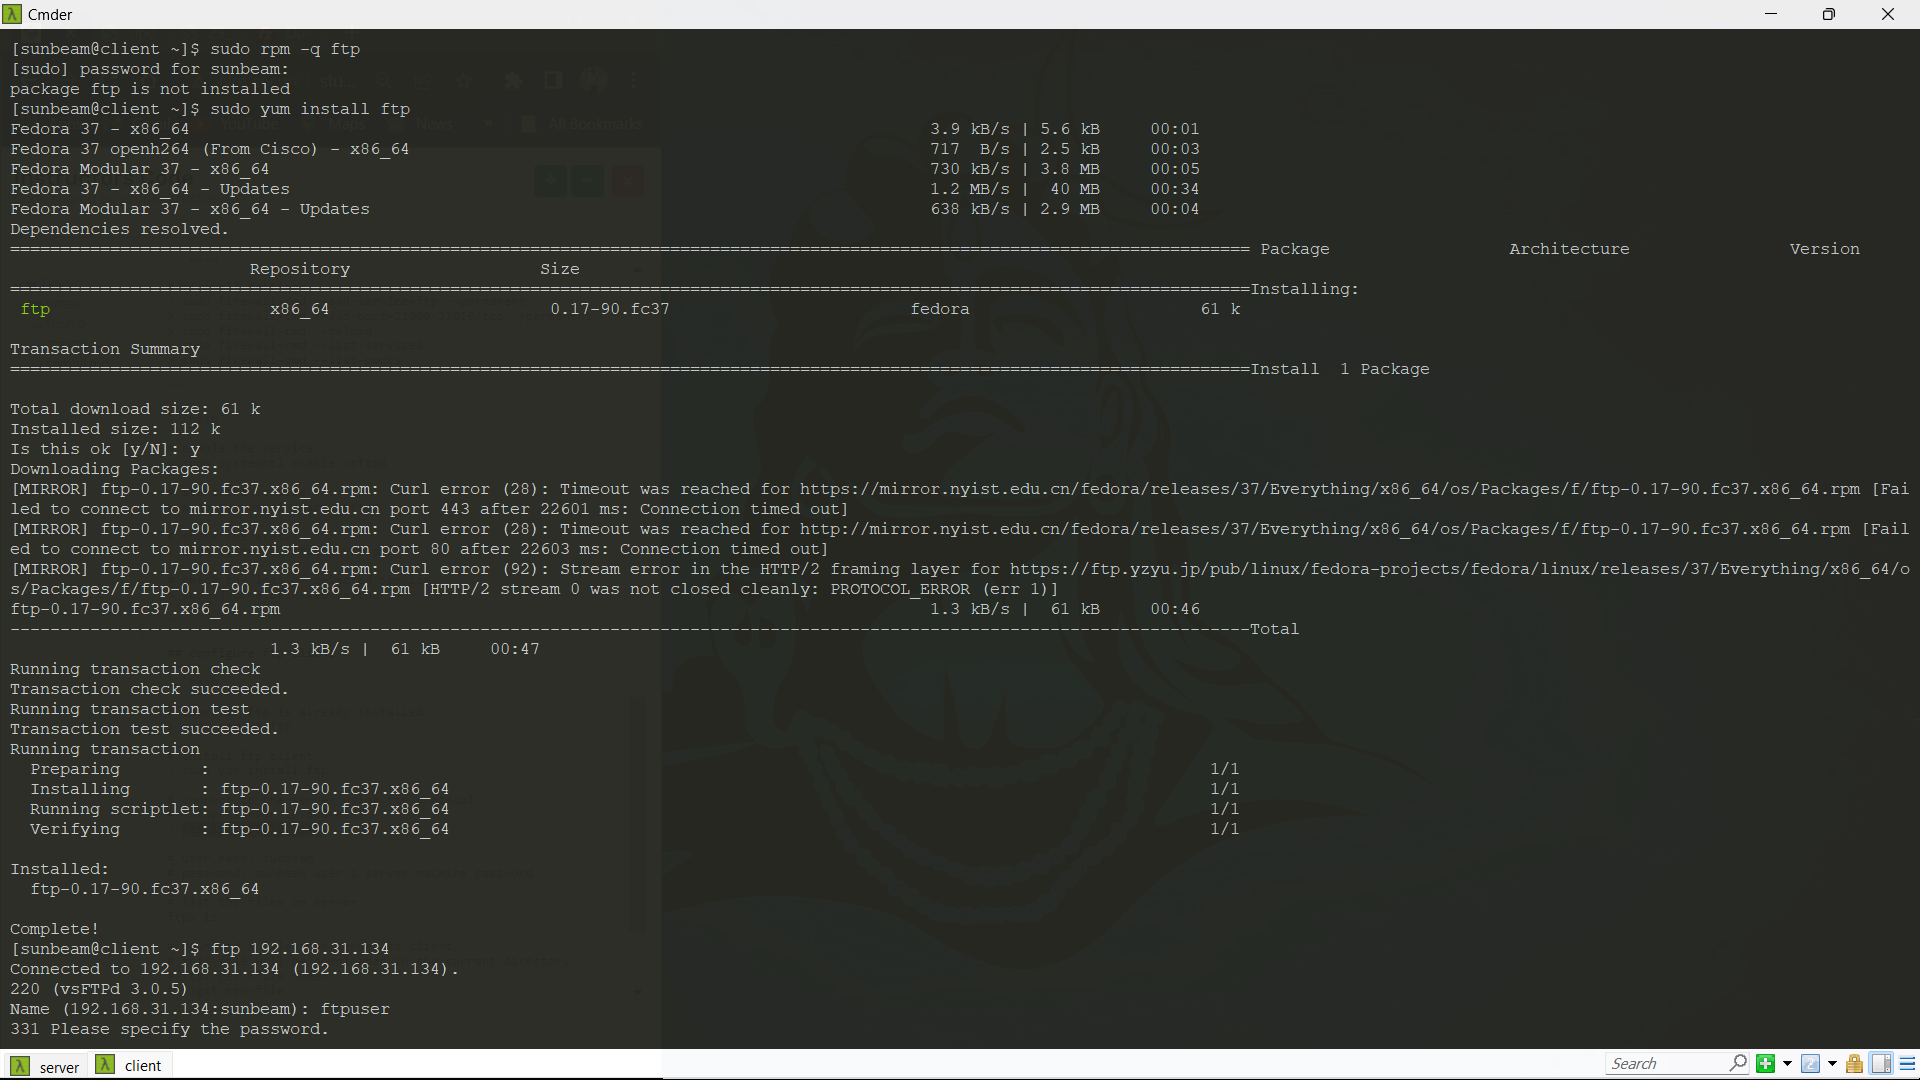 Cmder
[sunbeam@client ~]$ sudo rpm -q ftp
[sudo] password for sunbeam:
package ftp is not installed
[sunbeam@client ~]$ sudo yum install ftp
Fedora 37 - x86_64 3.9 kB/s | 5.6 kB 00:01
Fedora 37 openh264 (From Cisco) - x86_64 717 B/s | 2.5 kB 00:03
Fedora Modular 37 - x86_64 730 kB/s | 3.8 MB 00:05
Fedora 37 - x86_64 - Updates 1.2 MB/s | 40 MB 00:34
Fedora Modular 37 - x86_64 - Updates 638 kB/s | 2.9 MB 00:04
Dependencies resolved.
============================================================================================================================ Package Architecture Version
Repository Size
============================================================================================================================Installing:
ftp x86_64 0.17-90.fc37 fedora 61 k
Transaction Summary
============================================================================================================================Install 1 Package
Total download size: 61 k
Installed size: 112 k
Is this ok [y/N]: y
Downloading Packages:
[MIRROR] ftp-0.17-90.fc37.x86_64.rpm: Curl error (28): Timeout was reached for https://mirror.nyist.edu.cn/fedora/releases/37/Everything/x86_64/os/Packages/f/ftp-0.17-90.fc37.x86_64.rpm [Fai
led to connect to mirror.nyist.edu.cn port 443 after 22601 ms: Connection timed out]
[MIRROR] ftp-0.17-90.fc37.x86_64.rpm: Curl error (28): Timeout was reached for http://mirror.nyist.edu.cn/fedora/releases/37/Everything/x86_64/os/Packages/f/ftp-0.17-90.fc37.x86_64.rpm [Fail
ed to connect to mirror.nyist.edu.cn port 80 after 22603 ms: Connection timed out]
[MIRROR] ftp-0.17-90.fc37.x86_64.rpm: Curl error (92): Stream error in the HTTP/2 framing layer for https://ftp.yzyu.jp/pub/linux/fedora-projects/fedora/linux/releases/37/Everything/x86_64/o
s/Packages/f/ftp-0.17-90.fc37.x86_64.rpm [HTTP/2 stream 0 was not closed cleanly: PROTOCOL_ERROR (err 1)]
ftp-0.17-90.fc37.x86_64.rpm 1.3 kB/s | 61 kB 00:46
----------------------------------------------------------------------------------------------------------------------------Total
1.3 kB/s | 61 kB 00:47
Running transaction check
Transaction check succeeded.
Running transaction test
Transaction test succeeded.
Running transaction
Preparing : 1/1
Installing : ftp-0.17-90.fc37.x86_64 1/1
Running scriptlet: ftp-0.17-90.fc37.x86_64 1/1
Verifying : ftp-0.17-90.fc37.x86_64 1/1
Installed:
ftp-0.17-90.fc37.x86_64
Complete!
[sunbeam@client ~]$ ftp 192.168.31.134
Connected to 192.168.31.134 (192.168.31.134).
220 (vsFTPd 3.0.5)
Name (192.168.31.134:sunbeam): ftpuser
331 Please specify the password.
server client Search